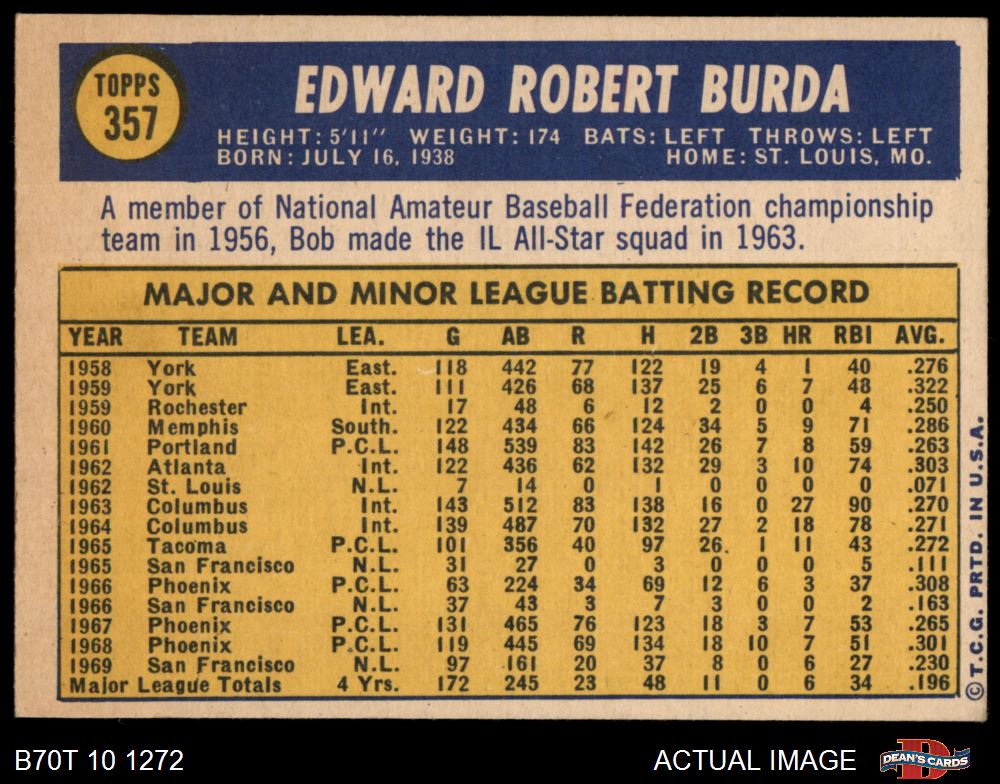 TOPPS
357
EDWARD ROBERT BURDA
HEIGHT: 5'11" WEIGHT: 174 BATS: LEFT THROWS: LEFT
BORN: JULY 16, 1938 HOME: ST. LOUIS, MO.
A member of National Amateur Baseball Federation championship
team in 1956, Bob made the IL All-Star squad in 1963.
MAJOR AND MINOR LEAGUE BATTING RECORD
YEAR TEAM LEA. G AB R H 2B 3B HR RBI AVG.
1958 York East. 118 442 77 122 19 4 1 40 .276
1959 York East. 111 426 68 137 25 6 7 48 .322
1959 Rochester Int. 17 48 6 12 2 0 0 4 .250
1960 Memphis South. 122 434 66 124 34 5 9 71 .286
1961 Portland P.C.L. 148 539 83 142 26 7 8 59 .263
1962 Atlanta Int. 122 436 62 132 29 3 10 74 .303
1962 St. Louis N.L. 7 14 0 1 0 0 0 0 .071
1963 Columbus Int. 143 512 83 138 16 0 27 90 .270
1964 Columbus Int. 139 487 70 132 27 2 18 78 .271
1965 Tacoma P.C.L. 101 356 40 97 26 1 11 43 .272
1965 San Francisco N.L. 31 27 0 3 0 0 0 5 .111
1966 Phoenix P.C.L. 63 224 34 69 12 6 3 37 .308
1966 San Francisco N.L. 37 43 3 7 3 0 0 2 .163
1967 Phoenix P.C.L. 131 465 76 123 18 3 7 53 .265
1968 Phoenix P.C.L. 119 445 69 134 18 10 7 51 .301
1969 San Francisco N.L. 97 161 20 37 8 0 6 27 .230
Major League Totals 4 Yrs. 172 245 23 48 11 0 6 34 .196
© T.C.G. PRTD. IN U.S.A.
B70T 10 1272 ACTUAL IMAGE
D
DEAN'S CARDS